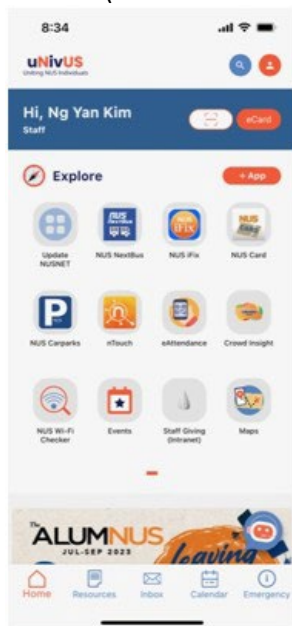 8:34
uNivUS
Uniting NUS Individuals
Hi, Ng Yan Kim
Staff
eCard
Explore
+ App
Update NUS NextBus NUS iFix NUS Card
NUSNET
NUS Carparks nTouch eAttendance Crowd Insight
NUS Wi-Fi Events Staff Giving Maps
Checker (Intranet)
The
ALUMNUS
JUL-SEP 2023
Leaving
Home Resources Inbox Calendar Emergency